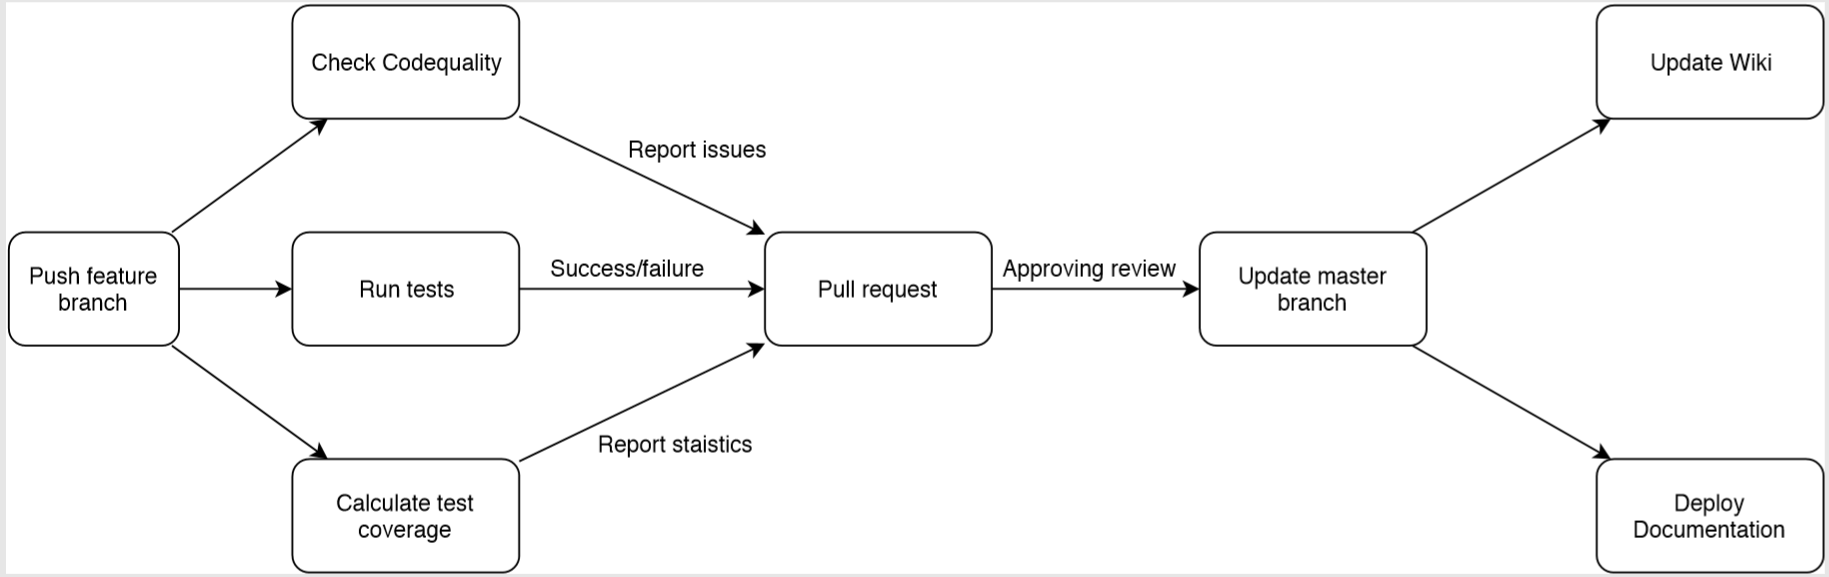 Check Codequality
Update Wiki
Report issues
Push feature
branch
Run tests
Success/failure
Pull request
Approving review
Update master
branch
Report staistics
Calculate test
coverage
Deploy
Documentation